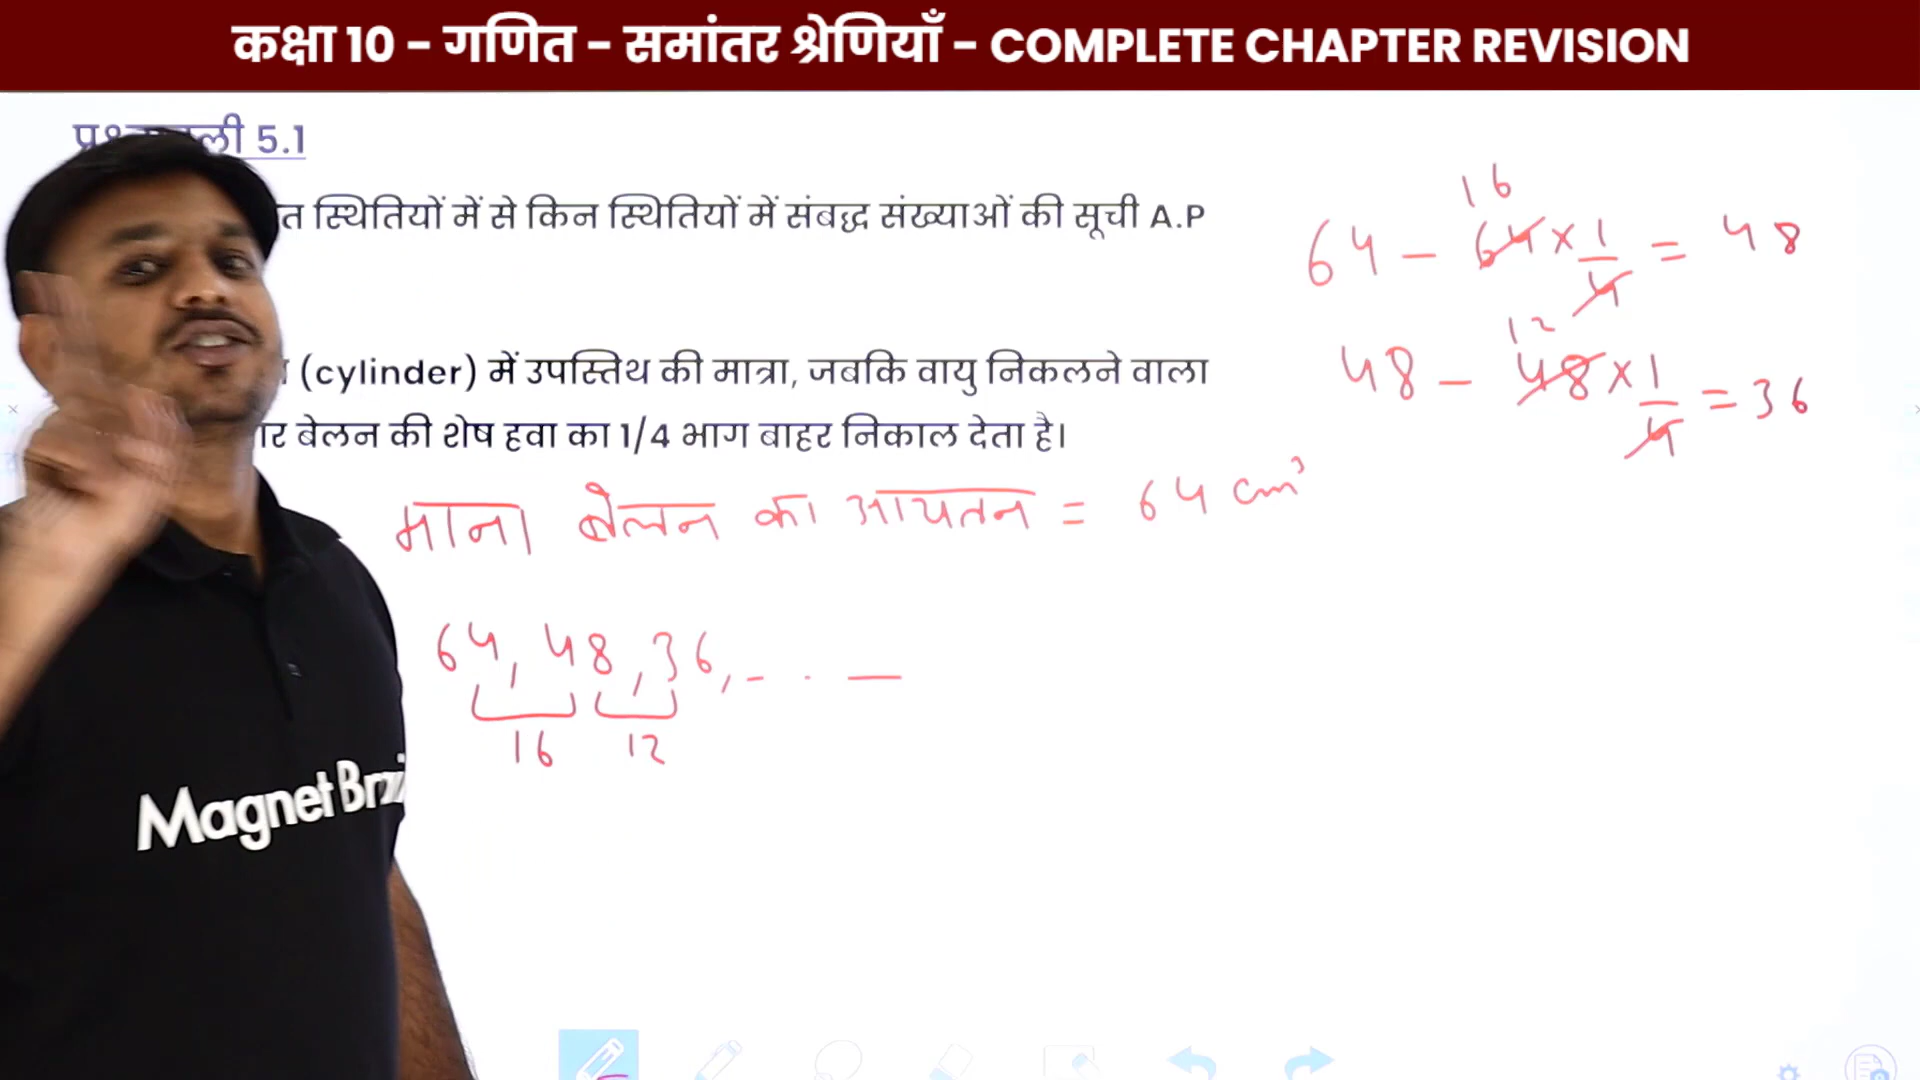 कक्षा 10 - गणित - समांतर श्रेणियाँ - COMPLETE CHAPTER REVISION
5.1
स्थितियों में से किन स्थितियों में संबद्ध संख्याओं की सूची A.P
(cylinder) में उपस्तिथ की मात्रा, जबकि वायु निकलने वाला
बेलन की शेष हवा का 1/4 भाग बाहर निकाल देता है।
16
64 - 64 × 1/4 = 48
12
48 - 48 × 1/4 = 36
माना बेलन का आयतन = 64 cm³
64, 48, 36, - . —
16 12
Magnet